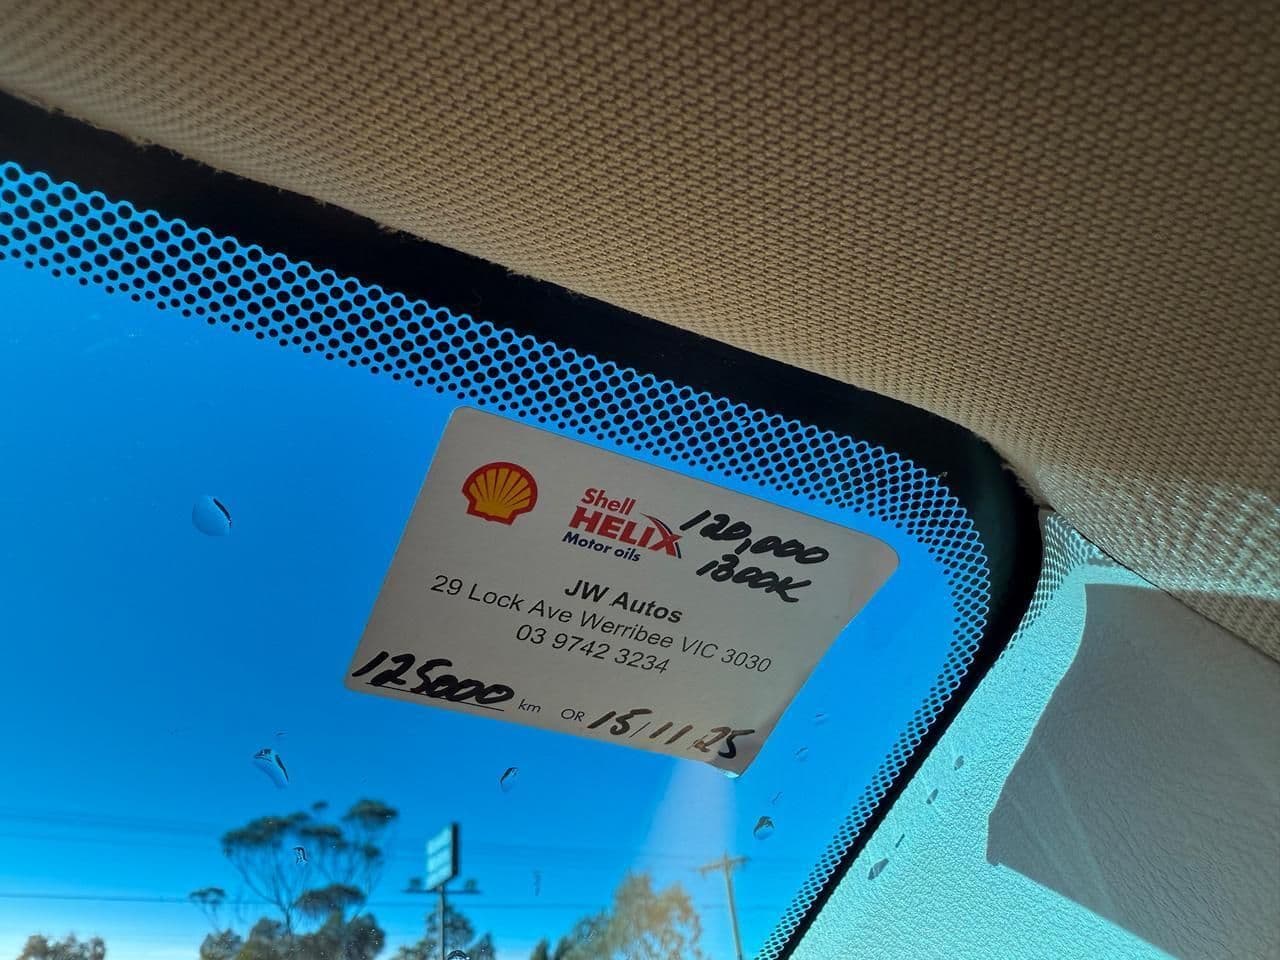 Shell
HELIX
Motor oils
120,000
1300K
JW Autos
29 Lock Ave Werribee VIC 3030
03 9742 3234
125000 km OR 15/11/25